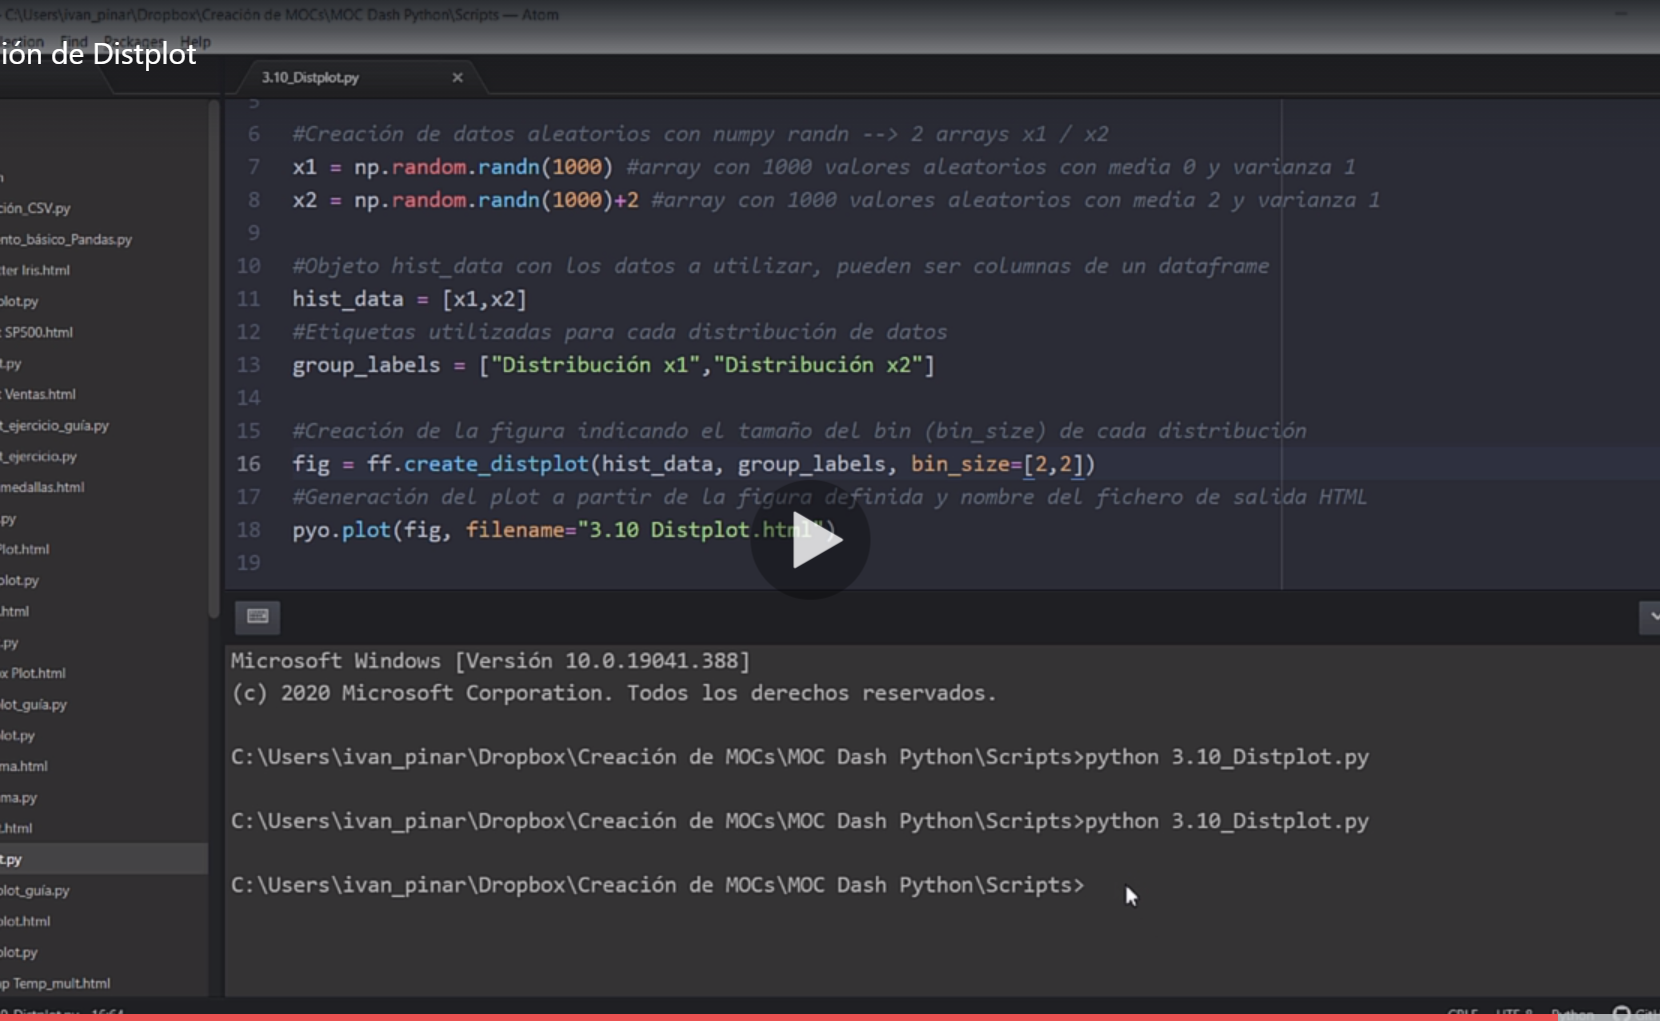 C:\Users\ivan_pinar\Dropbox\Creación de MOCs\MOC Dash Python\Scripts — Atom
Find Packages Help
ión de Distplot
3.10_Distplot.py
5
6 #Creación de datos aleatorios con numpy randn --> 2 arrays x1 / x2
7 x1 = np.random.randn(1000) #array con 1000 valores aleatorios con media 0 y varianza 1
8 x2 = np.random.randn(1000)+2 #array con 1000 valores aleatorios con media 2 y varianza 1
9
10 #Objeto hist_data con los datos a utilizar, pueden ser columnas de un dataframe
11 hist_data = [x1,x2]
12 #Etiquetas utilizadas para cada distribución de datos
13 group_labels = ["Distribución x1","Distribución x2"]
14
15 #Creación de la figura indicando el tamaño del bin (bin_size) de cada distribución
16 fig = ff.create_distplot(hist_data, group_labels, bin_size=[2,2])
17 #Generación del plot a partir de la figura definida y nombre del fichero de salida HTML
18 pyo.plot(fig, filename="3.10 Distplot.html")
19
ción_CSV.py
nto_básico_Pandas.py
tter Iris.html
plot.py
SP500.html
t.py
Ventas.html
t_ejercicio_guía.py
t_ejercicio.py
medallas.html
.py
Plot.html
plot.py
.html
.py
x Plot.html
lot_guía.py
lot.py
ma.html
ma.py
.html
t.py
plot_guía.py
plot.html
plot.py
p Temp_mult.html
Microsoft Windows [Versión 10.0.19041.388]
(c) 2020 Microsoft Corporation. Todos los derechos reservados.
C:\Users\ivan_pinar\Dropbox\Creación de MOCs\MOC Dash Python\Scripts>python 3.10_Distplot.py
C:\Users\ivan_pinar\Dropbox\Creación de MOCs\MOC Dash Python\Scripts>python 3.10_Distplot.py
C:\Users\ivan_pinar\Dropbox\Creación de MOCs\MOC Dash Python\Scripts>
CRLF UTF-8 Python